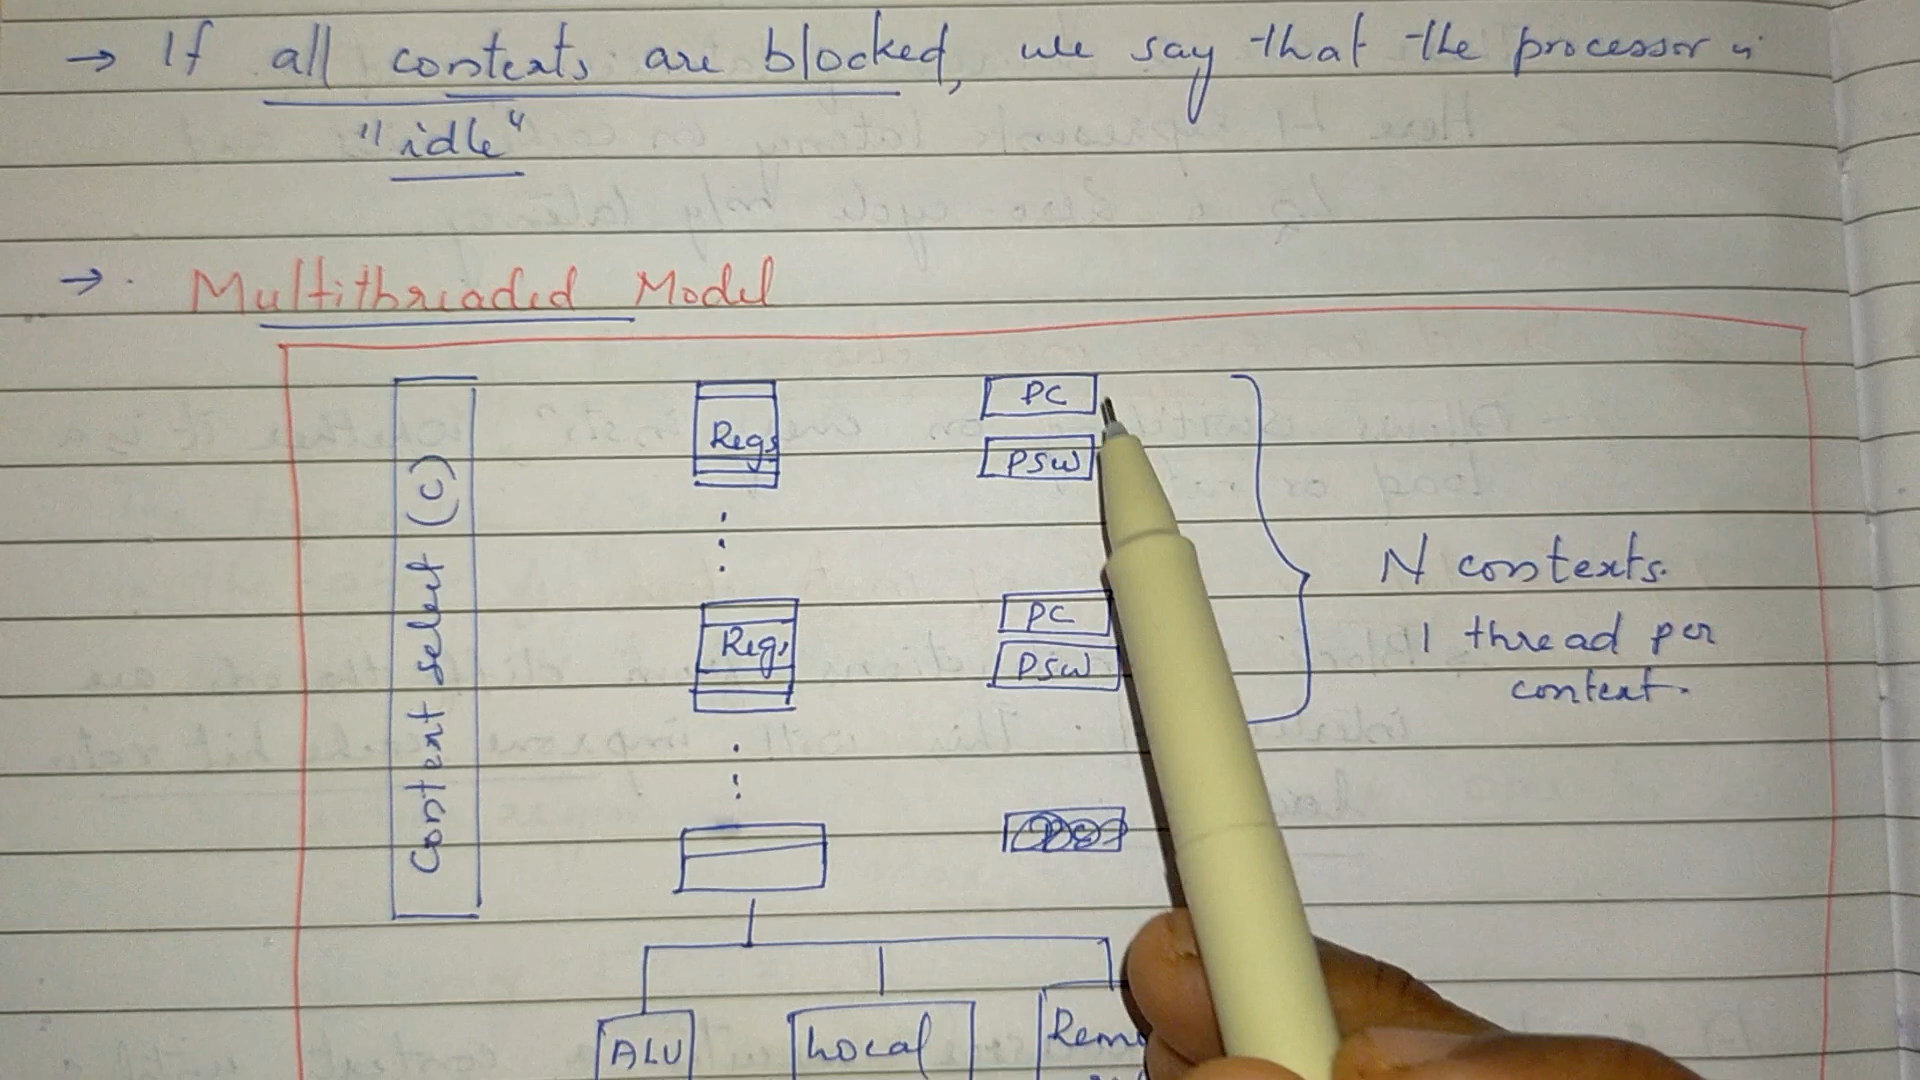 → If all contexts are blocked, we say that the processor is
"idle"
→ . Multithreaded Model
Context select (C)
Regs
PC
PSW
Regs
PC
PSW
N contexts.
1 thread per
context.
ALU
Local